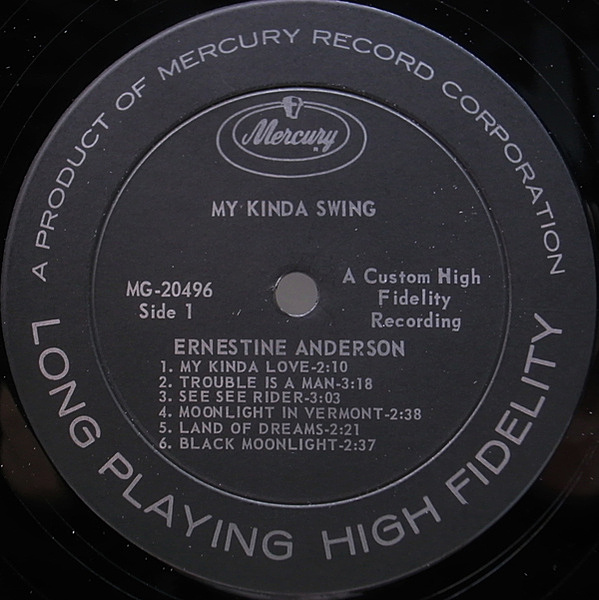 A PRODUCT OF MERCURY RECORD CORPORATION
Mercury
MY KINDA SWING
MG-20496
Side 1
A Custom High
Fidelity
Recording
ERNESTINE ANDERSON
1. MY KINDA LOVE-2:10
2. TROUBLE IS A MAN-3:18
3. SEE SEE RIDER-3:03
4. MOONLIGHT IN VERMONT-2:38
5. LAND OF DREAMS-2:21
6. BLACK MOONLIGHT-2:37
LONG PLAYING HIGH FIDELITY